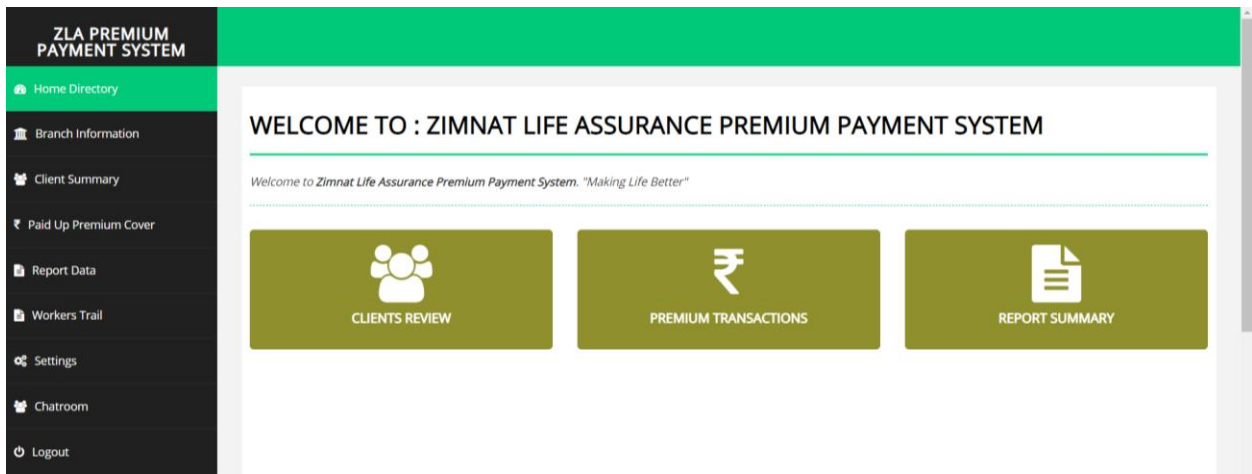 ZLA PREMIUM
PAYMENT SYSTEM
Home Directory
Branch Information
Client Summary
₹ Paid Up Premium Cover
Report Data
Workers Trail
Settings
Chatroom
Logout
WELCOME TO : ZIMNAT LIFE ASSURANCE PREMIUM PAYMENT SYSTEM
Welcome to Zimnat Life Assurance Premium Payment System. "Making Life Better"
CLIENTS REVIEW
₹
PREMIUM TRANSACTIONS
REPORT SUMMARY